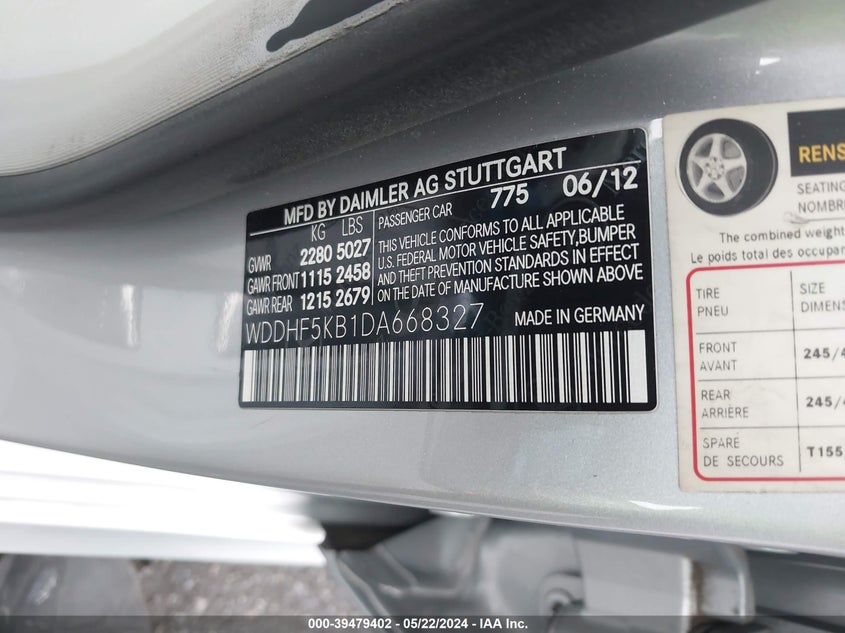 MFD BY DAIMLER AG STUTTGART
KG LBS
GVWR 2280 5027
GAWR FRONT 1115 2458
GAWR REAR 1215 2679
PASSENGER CAR 775 06/12
THIS VEHICLE CONFORMS TO ALL APPLICABLE
U.S. FEDERAL MOTOR VEHICLE SAFETY, BUMPER
AND THEFT PREVENTION STANDARDS IN EFFECT
ON THE DATE OF MANUFACTURE SHOWN ABOVE
WDDHF5KB1DA668327 MADE IN GERMANY
RENS
SEATING
NOMBRE
The combined weight
Le poids total des occupa
TIRE
PNEU
SIZE
DIMENS
FRONT
AVANT
245/4
REAR
ARRIÈRE
245/4
SPARE
DE SECOURS
T155
000-39479402 - 05/22/2024 - IAA Inc.